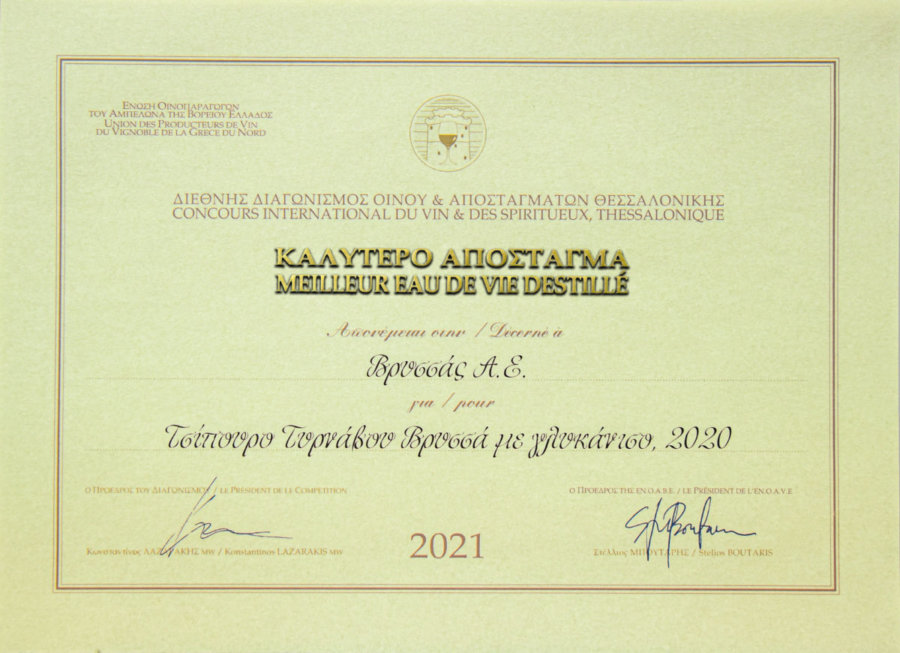 ΕΝΩΣΗ ΟΙΝΟΠΑΡΑΓΩΓΩΝ
ΤΟΥ ΑΜΠΕΛΩΝΑ ΤΗΣ ΒΟΡΕΙΟΥ ΕΛΛΑΔΟΣ
UNION DES PRODUCTEURS DE VIN
DU VIGNOBLE DE LA GRECE DU NORD
ΔΙΕΘΝΗΣ ΔΙΑΓΩΝΙΣΜΟΣ ΟΙΝΟΥ & ΑΠΟΣΤΑΓΜΑΤΩΝ ΘΕΣΣΑΛΟΝΙΚΗΣ
CONCOURS INTERNATIONAL DU VIN & DES SPIRITUEUX, THESSALONIQUE
ΚΑΛΥΤΕΡΟ ΑΠΟΣΤΑΓΜΑ
MEILLEUR EAU DE VIE DESTILLÉ
Απονέμεται στην / Décerné à
Βρυσσάς Α.Ε.
για / pour
Τσίπουρο Τυρνάβου Βρυσσά με γλυκάνισο, 2020
Ο ΠΡΟΕΔΡΟΣ ΤΟΥ ΔΙΑΓΩΝΙΣΜΟΥ / LE PRESIDENT DE LE COMPETITION
Κωνσταντίνος ΛΑΖΑΡΑΚΗΣ MW / Konstantinos LAZARAKIS MW
2021
Ο ΠΡΟΕΔΡΟΣ ΤΗΣ ΕΝ.Ο.Α.Β.Ε. / LE PRÉSIDENT DE L'EN.O.A.V.E
Στέλλιος ΜΠΟΥΤΑΡΗΣ / Stelios BOUTARIS